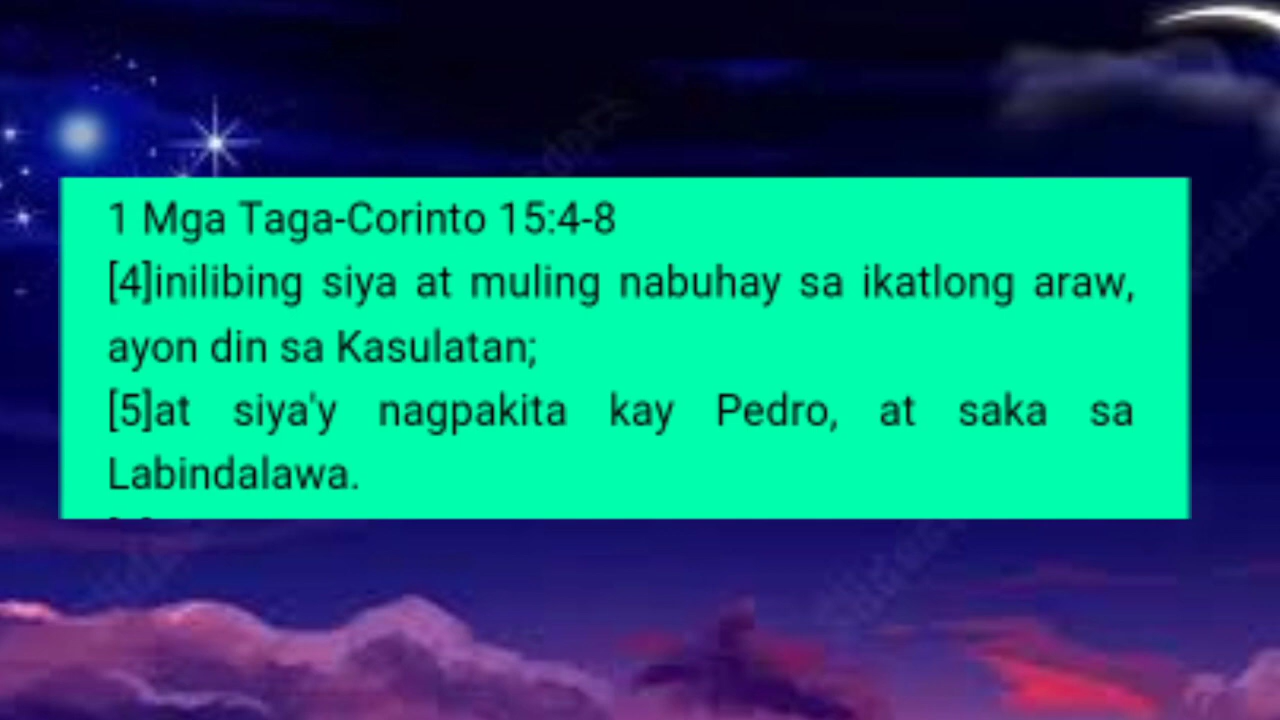 1 Mga Taga-Corinto 15:4-8
[4]inilibing siya at muling nabuhay sa ikatlong araw,
ayon din sa Kasulatan;
[5]at siya'y nagpakita kay Pedro, at saka sa
Labindalawa.